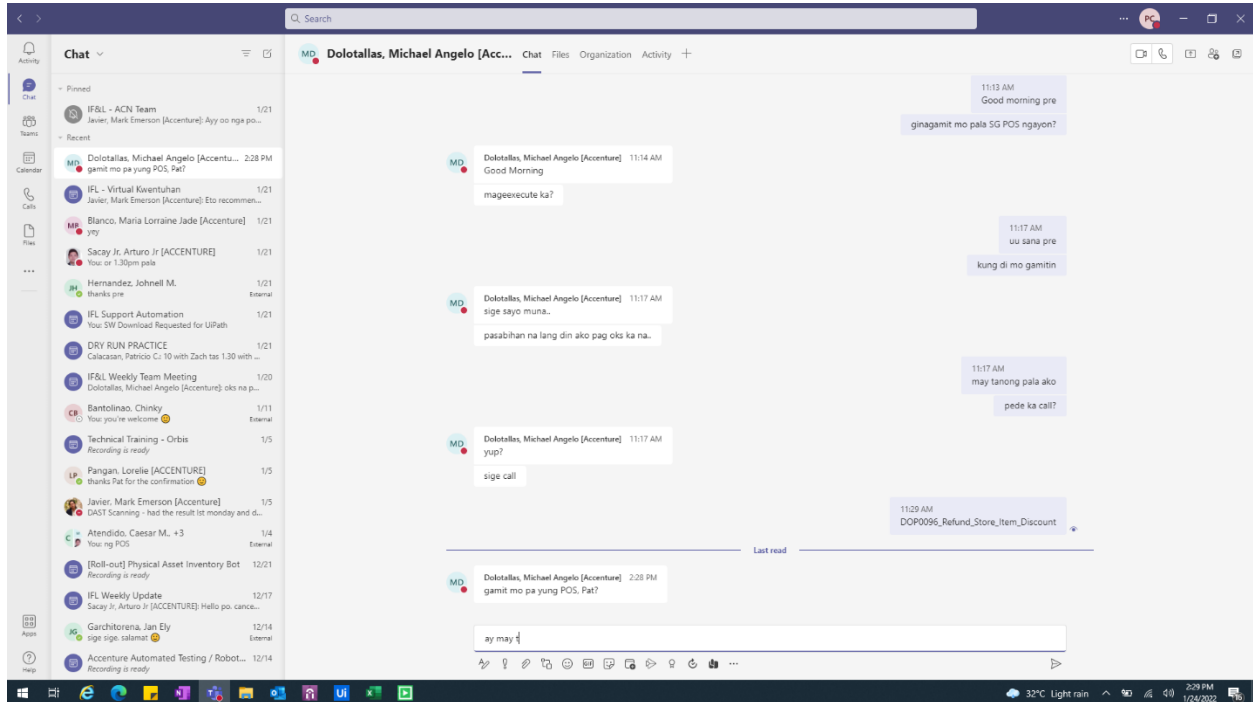 Search
PC
Activity
Chat
Teams
Calendar
Calls
Files
Apps
Help
Chat
Pinned
IF&L - ACN Team 1/21
Javier, Mark Emerson [Accenture]: Ayy oo nga po...
Recent
MD Dolotallas, Michael Angelo [Accentu... 2:28 PM
gamit mo pa yung POS, Pat?
IFL - Virtual Kwentuhan 1/21
Javier, Mark Emerson [Accenture]: Eto recommen...
Blanco, Maria Lorraine Jade [Accenture] 1/21
Sacay Jr, Arturo Jr [ACCENTURE] 1/21
You: or 1.30pm pala
JH Hernandez, Johnell M. 1/21
thanks pre External
IFL Support Automation 1/21
You: SW Download Requested for UiPath
DRY RUN PRACTICE 1/21
Calacasan, Patricio C.: 10 with Zach tas 1.30 with ...
IF&L Weekly Team Meeting 1/20
Dolotallas, Michael Angelo [Accenture]: oks na p...
CB Bantolinao, Chinky 1/11
You: you're welcome External
Technical Training - Orbis 1/5
Recording is ready
LP Pangan, Lorelie [ACCENTURE] 1/5
thanks Pat for the confirmation
Javier, Mark Emerson [Accenture] 1/5
DAST Scanning - had the result lst monday and d...
Atendido, Caesar M., +3 1/4
You: ng POS External
[Roll-out] Physical Asset Inventory Bot 12/21
Recording is ready
IFL Weekly Update 12/17
Sacay Jr, Arturo Jr [ACCENTURE]: Hello po. cance...
JG Garchitorena, Jan Ely 12/14
sige sige. salamat External
Accenture Automated Testing / Robot... 12/14
Recording is ready
MD Dolotallas, Michael Angelo [Acc... Chat Files Organization Activity
11:13 AM
Good morning pre
ginagamit mo pala SG POS ngayon?
MD Dolotallas, Michael Angelo [Accenture] 11:14 AM
Good Morning
mageexecute ka?
11:17 AM
uu sana pre
kung di mo gamitin
MD Dolotallas, Michael Angelo [Accenture] 11:17 AM
sige sayo muna..
pasabihan na lang din ako pag oks ka na..
11:17 AM
may tanong pala ako
pede ka call?
MD Dolotallas, Michael Angelo [Accenture] 11:17 AM
yup?
sige call
11:29 AM
DOP0096_Refund_Store_Item_Discount
Last read
MD Dolotallas, Michael Angelo [Accenture] 2:28 PM
gamit mo pa yung POS, Pat?
ay may t
GIF
32°C Light rain 2:29 PM
1/24/2022